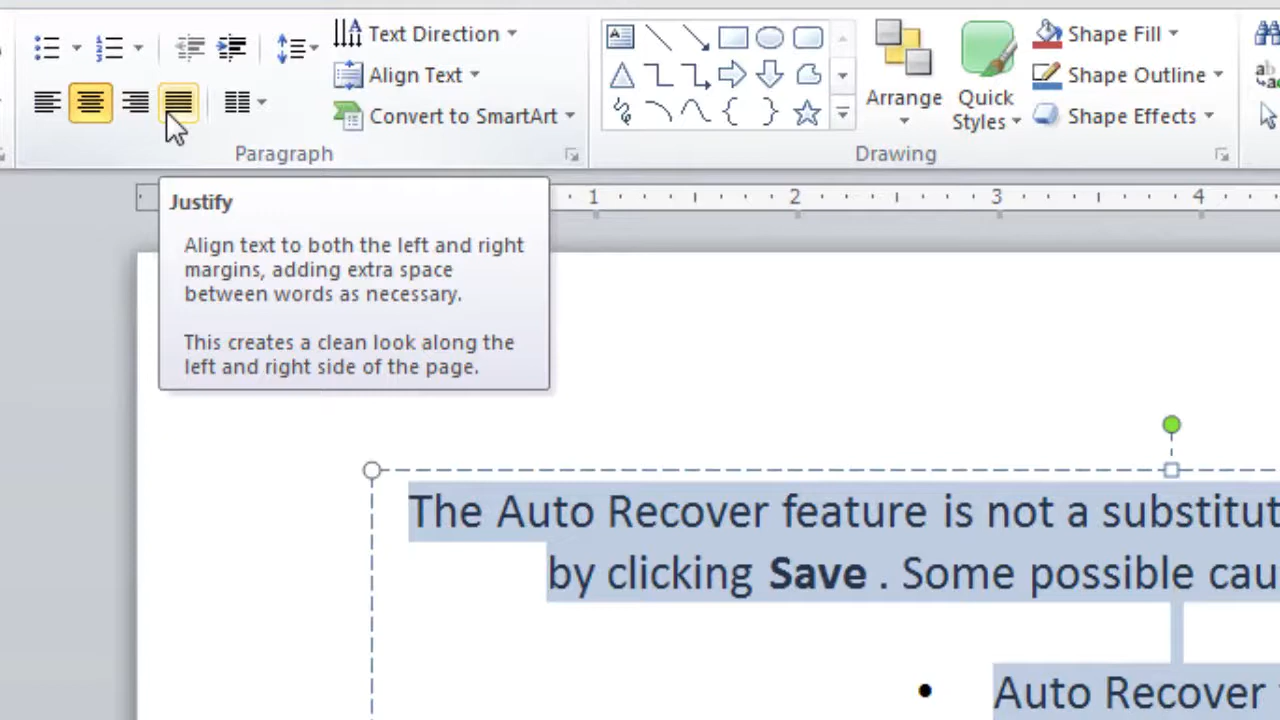 Text Direction
Align Text
Convert to SmartArt
Paragraph
Arrange
Quick
Styles
Shape Fill
Shape Outline
Shape Effects
Drawing
1 2 3 4
Justify
Align text to both the left and right
margins, adding extra space
between words as necessary.
This creates a clean look along the
left and right side of the page.
The Auto Recover feature is not a substitut
by clicking Save . Some possible cau
• Auto Recover